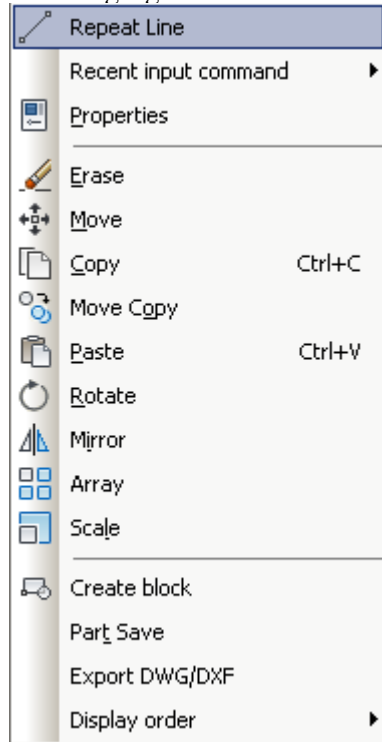 Repeat Line
Recent input command
Properties
Erase
Move
Copy Ctrl+C
Move Copy
Paste Ctrl+V
Rotate
Mirror
Array
Scale
Create block
Part Save
Export DWG/DXF
Display order